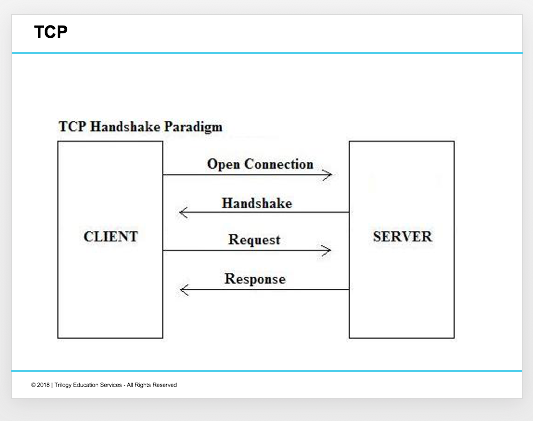 TCP
TCP Handshake Paradigm
Open Connection
Handshake
CLIENT
Request
SERVER
Response
© 2018 | Trilogy Education Services - All Rights Reserved